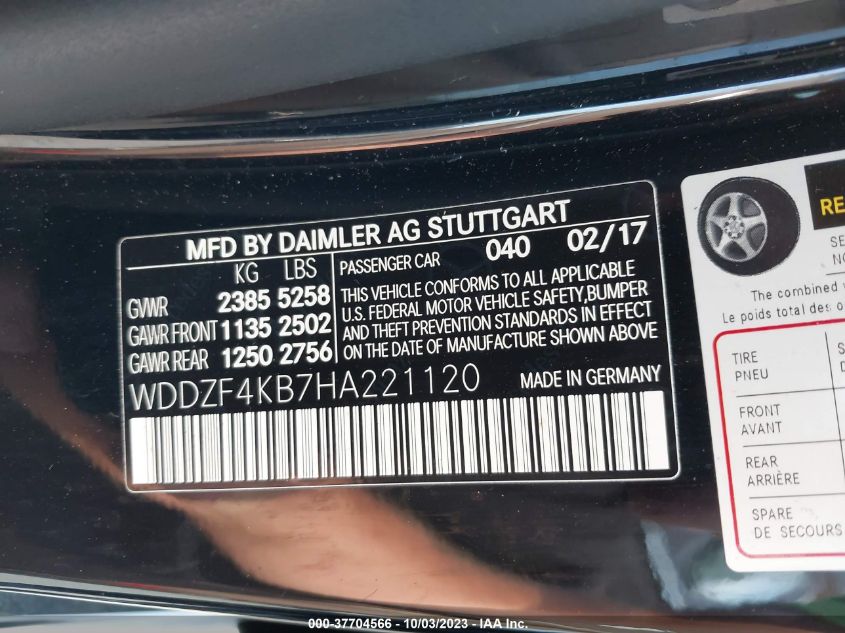 MFD BY DAIMLER AG STUTTGART
KG LBS
GVWR 2385 5258
GAWR FRONT 1135 2502
GAWR REAR 1250 2756
PASSENGER CAR 040 02/17
THIS VEHICLE CONFORMS TO ALL APPLICABLE
U.S. FEDERAL MOTOR VEHICLE SAFETY,BUMPER
AND THEFT PREVENTION STANDARDS IN EFFECT
ON THE DATE OF MANUFACTURE SHOWN ABOVE
WDDZF4KB7HA221120 MADE IN GERMANY
RE
SE
NO
The combined
Le poids total des o
TIRE
PNEU
FRONT
AVANT
REAR
ARRIÈRE
SPARE
DE SECOURS
000-37704566 - 10/03/2023 - IAA Inc.